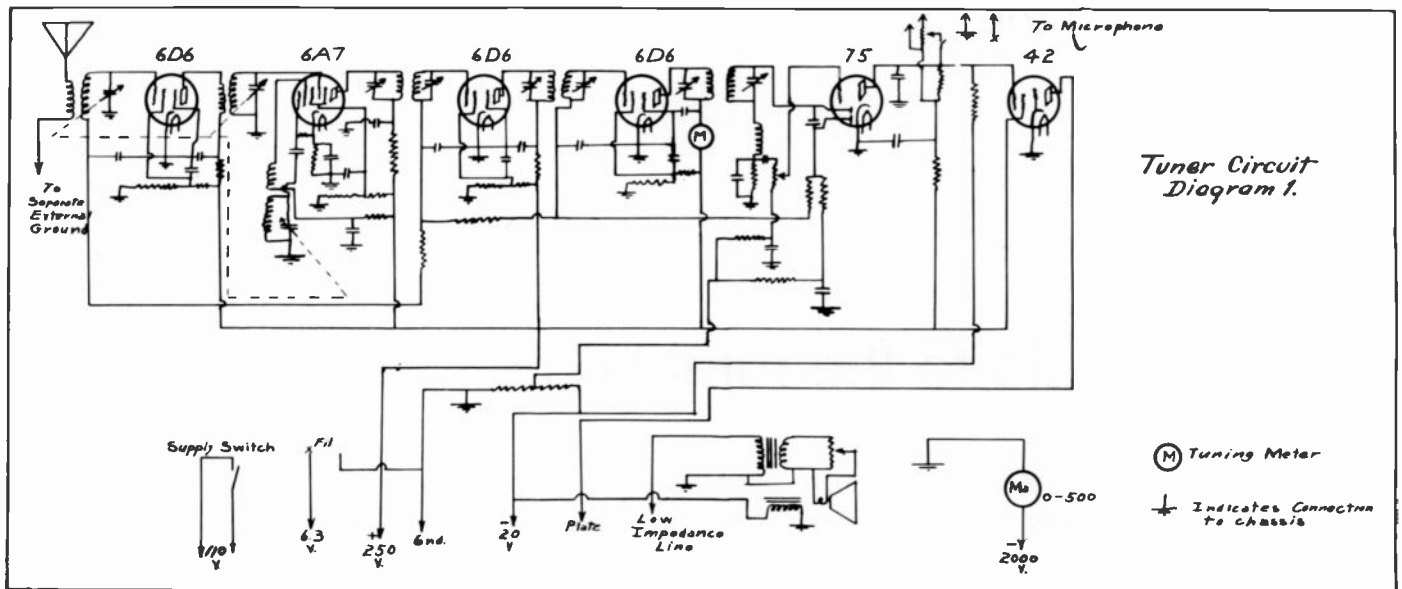 To Microphone
6D6
6A7
6D6
6D6
75
42
M
Tuner Circuit
Diagram 1.
To
Separate
External
Ground
Supply Switch
x Fil
110
V.
6.3
V.
+
250
V.
Gnd.
-
20
V
Plate
Low
Impedance
Line
Ma
0-500
-
2000
V.
M Tuning Meter
Indicates Connection
to chassis